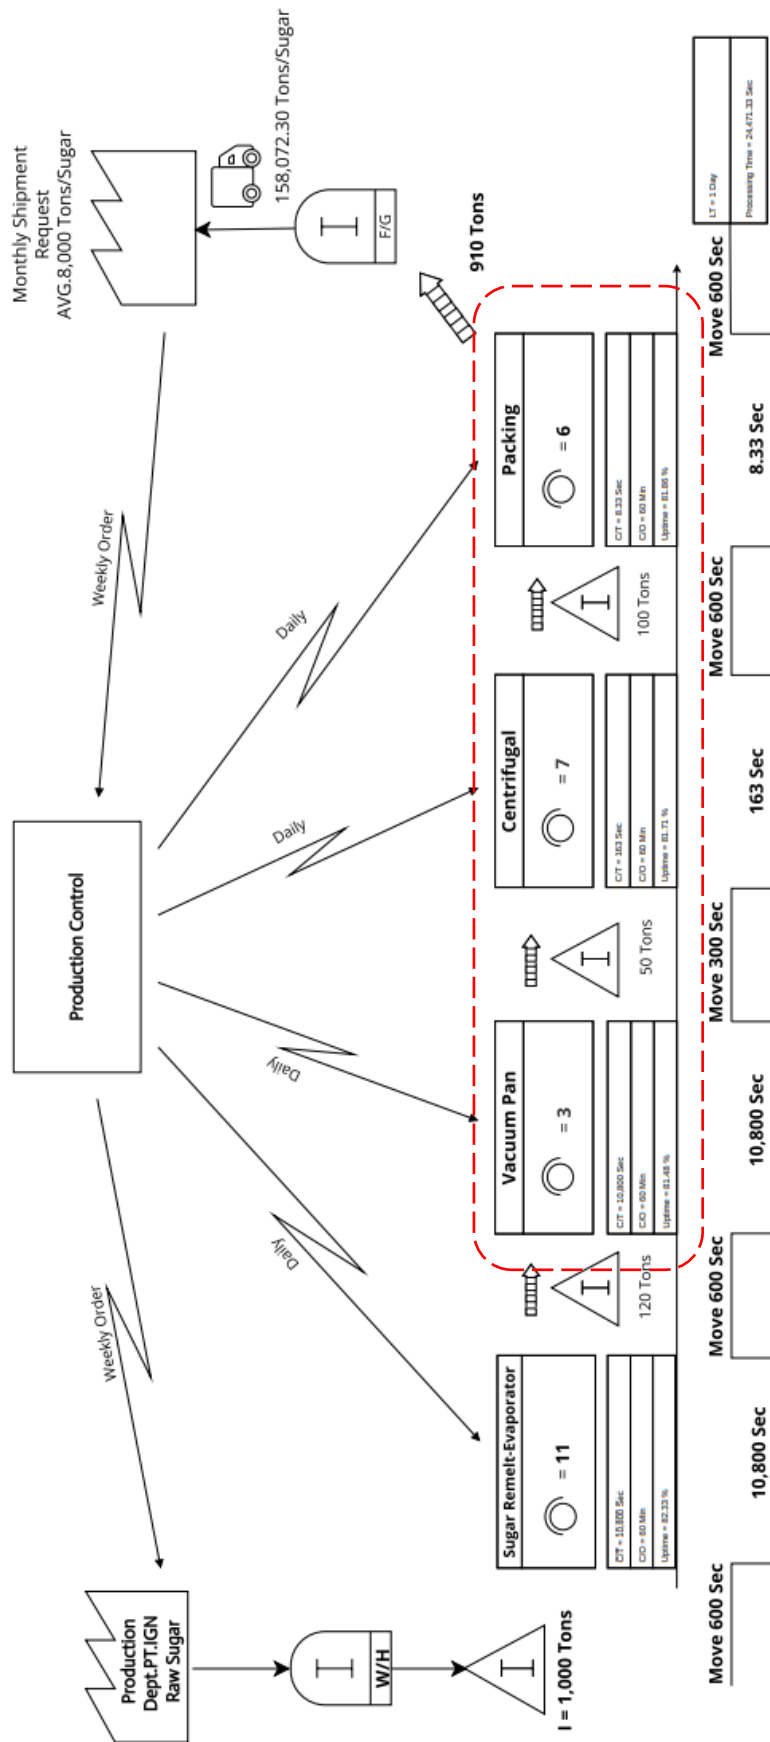 Monthly Shipment
Request
AVG.8,000 Tons/Sugar
158,072.30 Tons/Sugar
F/G
910 Tons
Weekly Order
Production Control
Weekly Order
Daily
Daily
Daily
Daily
Production
Dept.PT.IGN
Raw Sugar
W/H
I = 1,000 Tons
Sugar Remelt-Evaporator
= 11
C/T = 10,800 Sec
C/O = 60 Min
Uptime = 82.33 %
120 Tons
Vacuum Pan
= 3
C/T = 10,800 Sec
C/O = 60 Min
Uptime = 81.48 %
50 Tons
Centrifugal
= 7
C/T = 163 Sec
C/O = 60 Min
Uptime = 81.71 %
100 Tons
Packing
= 6
C/T = 8.33 Sec
C/O = 60 Min
Uptime = 81.86 %
Move 600 Sec
10,800 Sec
Move 600 Sec
10,800 Sec
Move 300 Sec
163 Sec
Move 600 Sec
8.33 Sec
Move 600 Sec
LT = 1 Day
Processing Time = 24,471.33 Sec